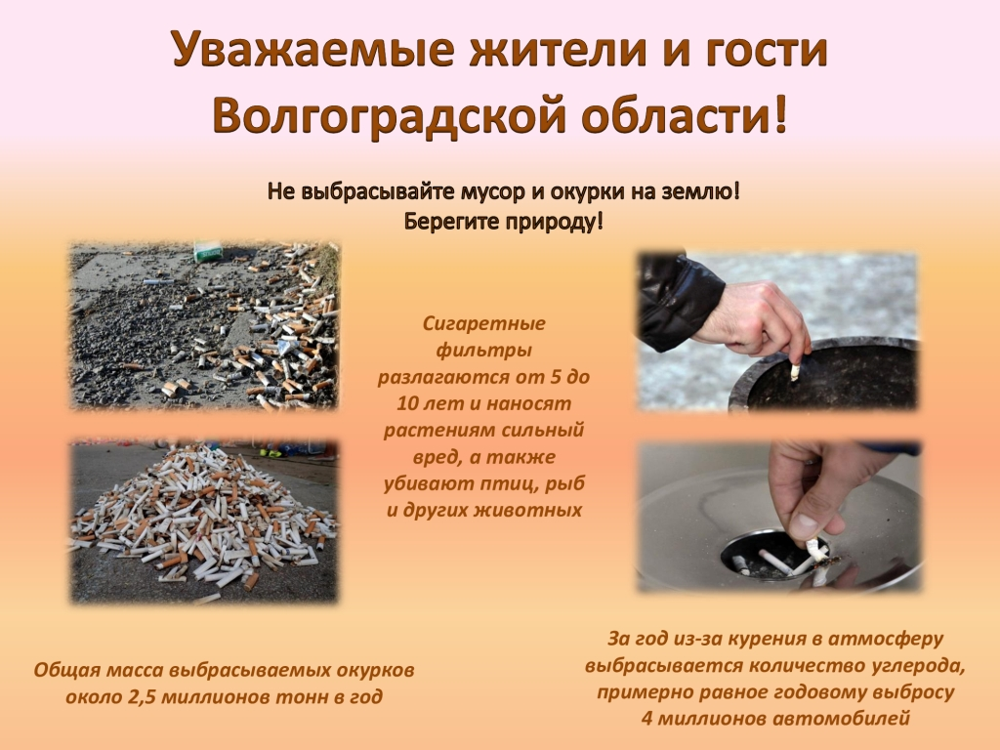 Уважаемые жители и гости
Волгоградской области!
Не выбрасывайте мусор и окурки на землю!
Берегите природу!
Сигаретные
фильтры
разлагаются от 5 до
10 лет и наносят
растениям сильный
вред, а также
убивают птиц, рыб
и других животных
Общая масса выбрасываемых окурков
около 2,5 миллионов тонн в год
За год из-за курения в атмосферу
выбрасывается количество углерода,
примерно равное годовому выбросу
4 миллионов автомобилей